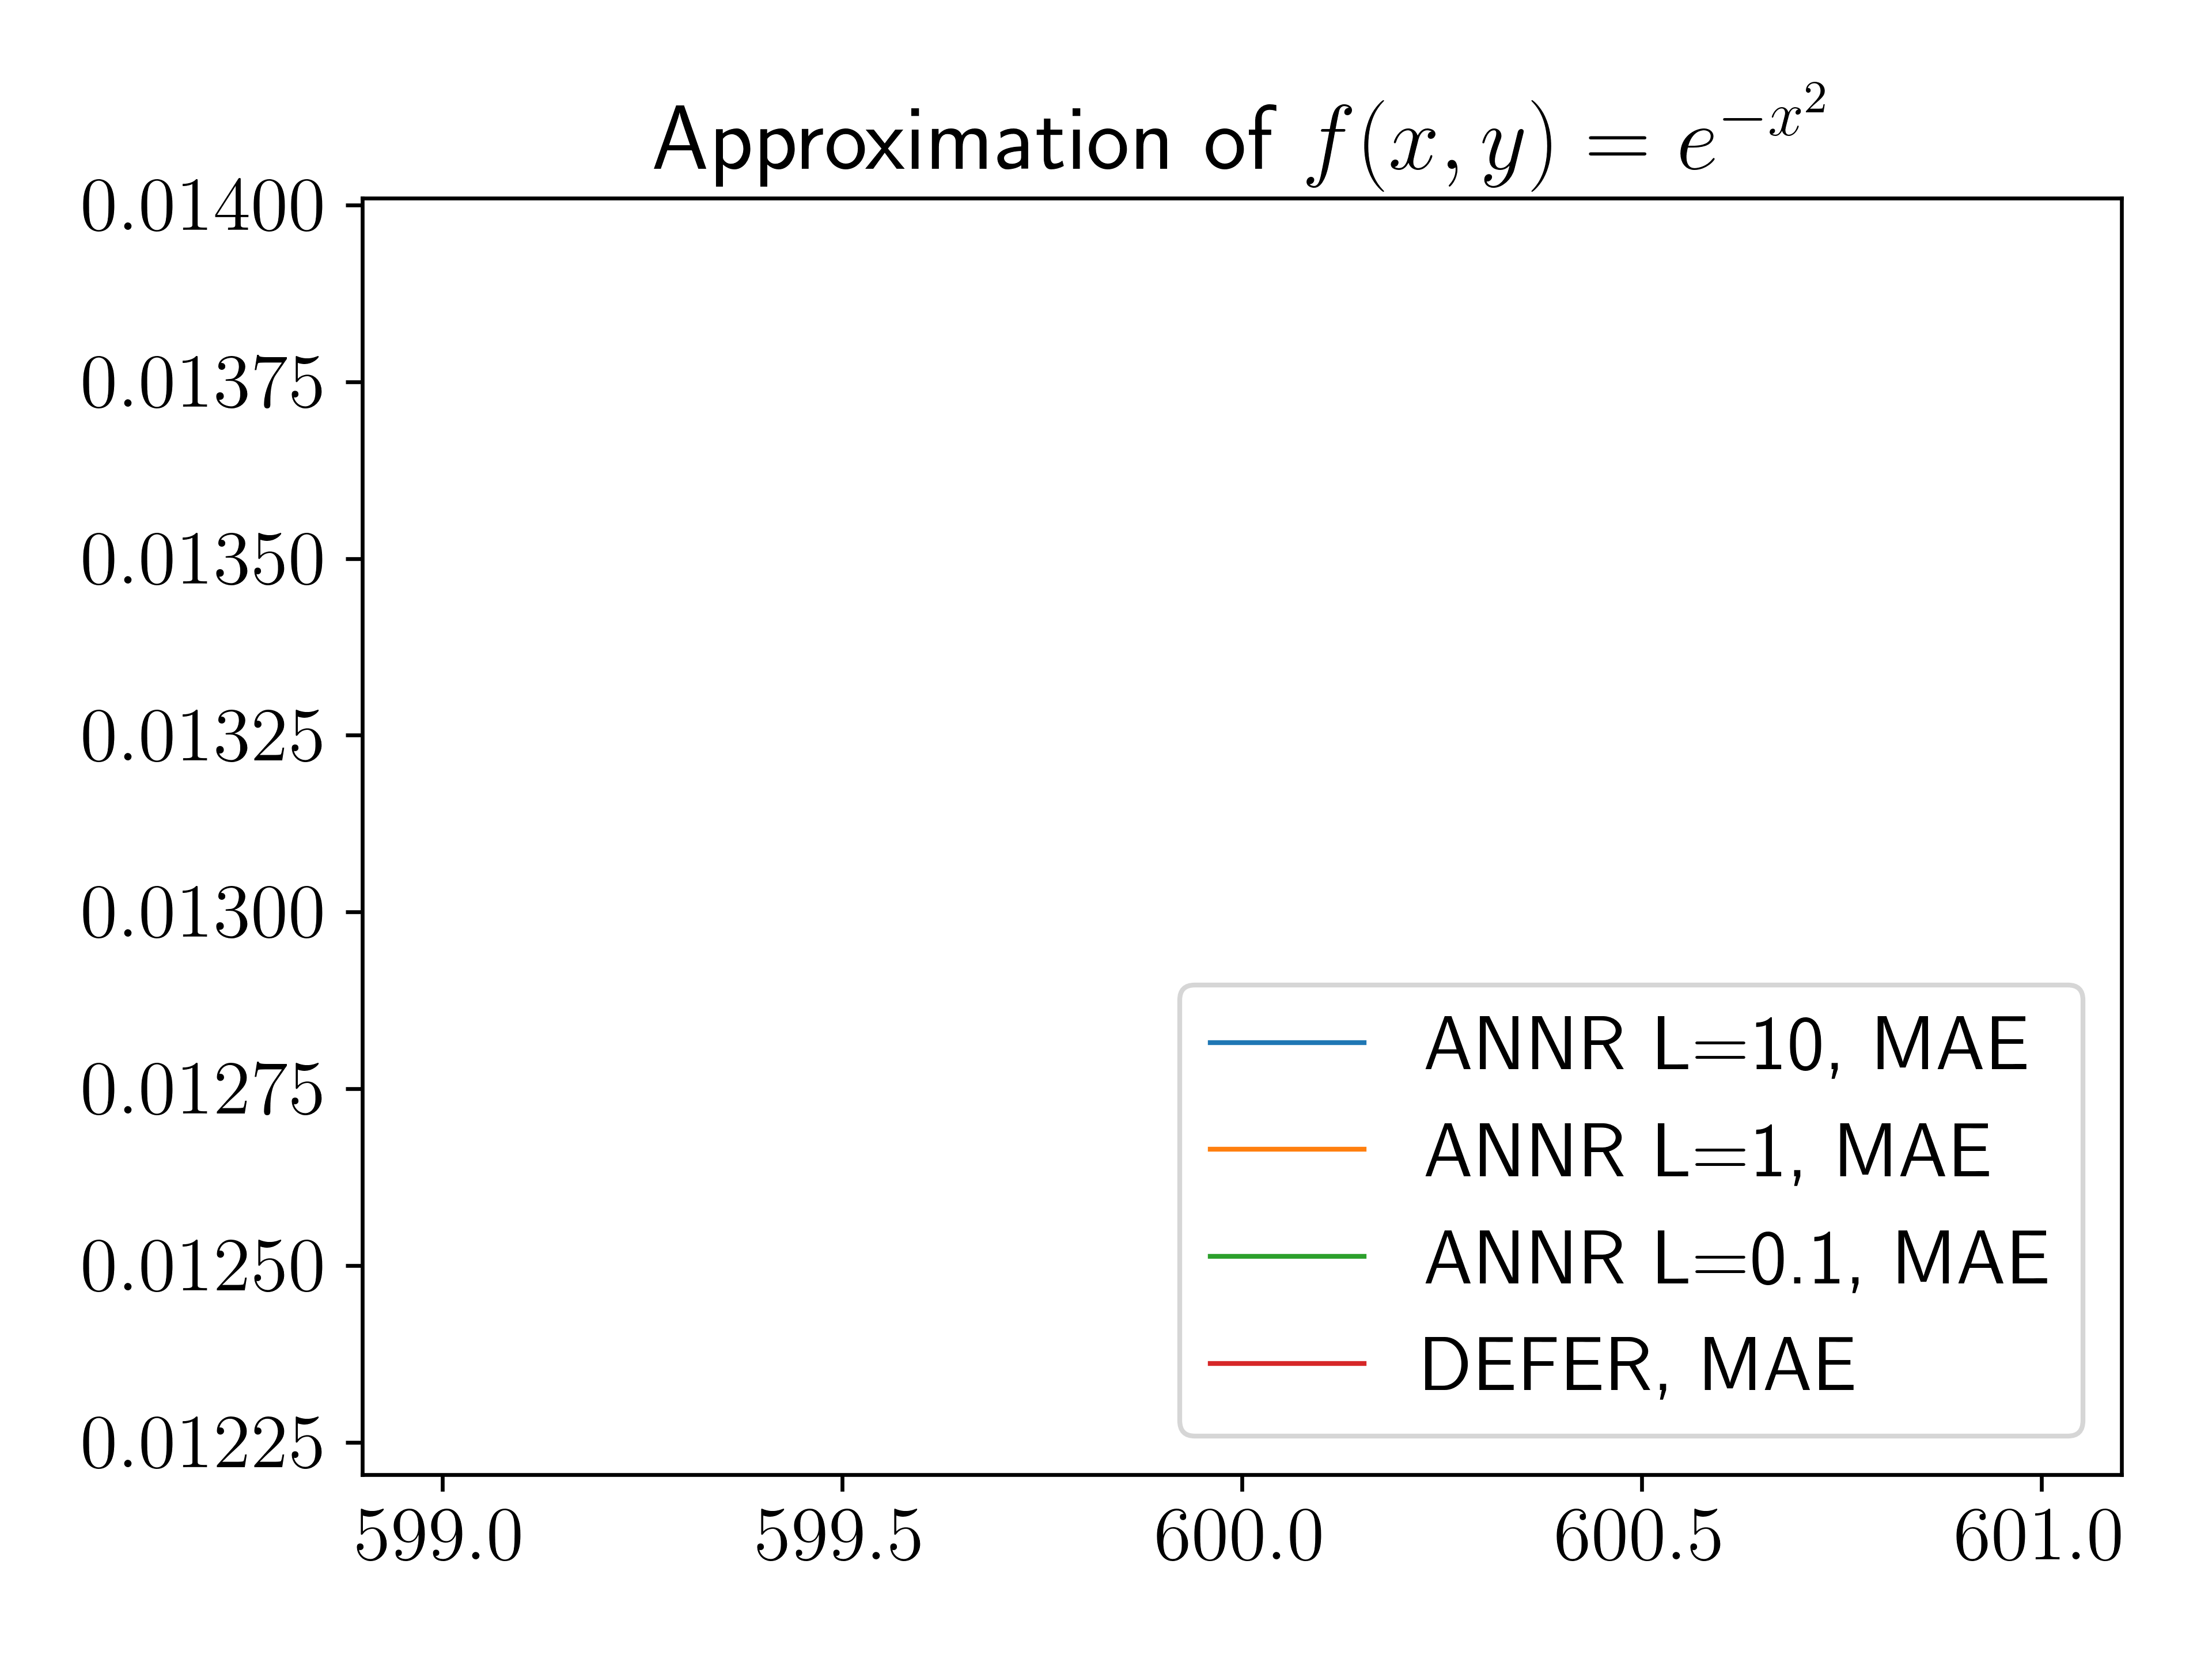 Approximation of f(x, y) = e^{-x^2}
0.01400
0.01375
0.01350
0.01325
0.01300
0.01275
0.01250
0.01225
599.0
599.5
600.0
600.5
601.0
ANNR L=10, MAE
ANNR L=1, MAE
ANNR L=0.1, MAE
DEFER, MAE